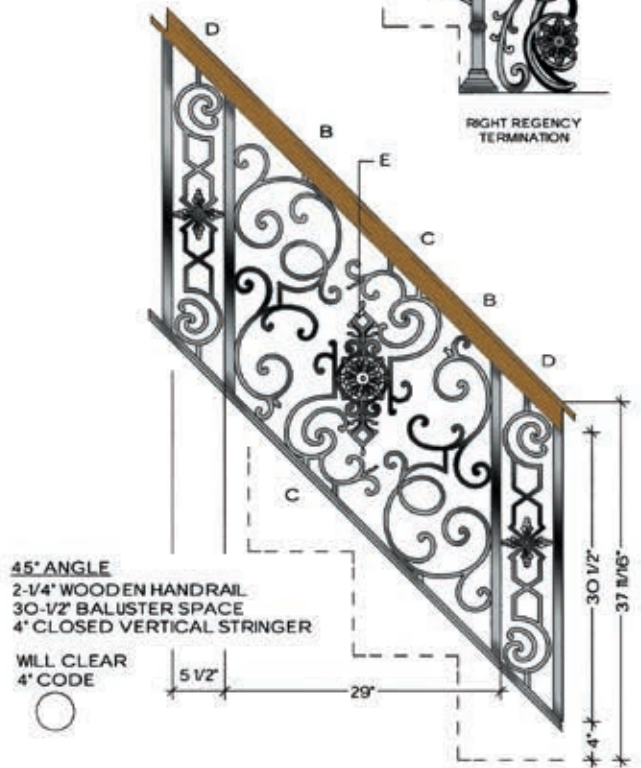 RIGHT REGENCY
TERMINATION
D
B
E
C
B
D
C
45° ANGLE
2-1/4" WOODEN HANDRAIL
30-1/2" BALUSTER SPACE
4" CLOSED VERTICAL STRINGER
WILL CLEAR
4" CODE
5 1/2"
29"
30 1/2"
37 11/16"
4"